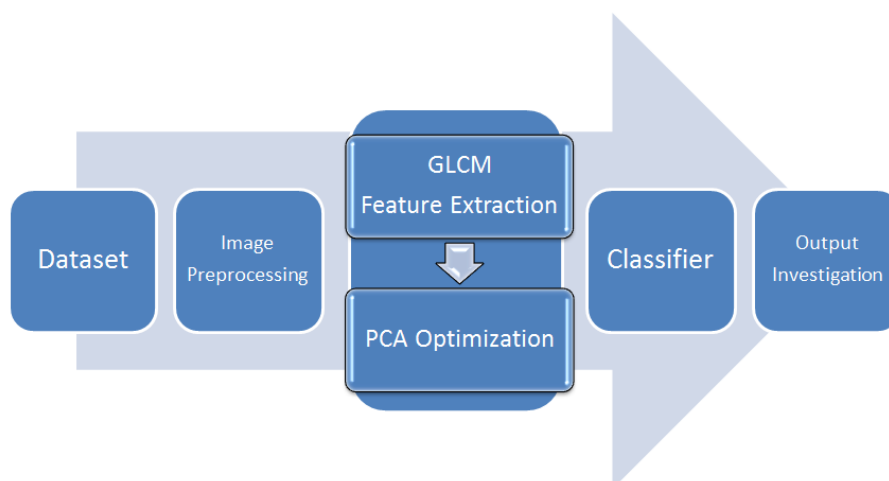 Dataset
Image
Preprocessing
GLCM
Feature Extraction
PCA Optimization
Classifier
Output
Investigation